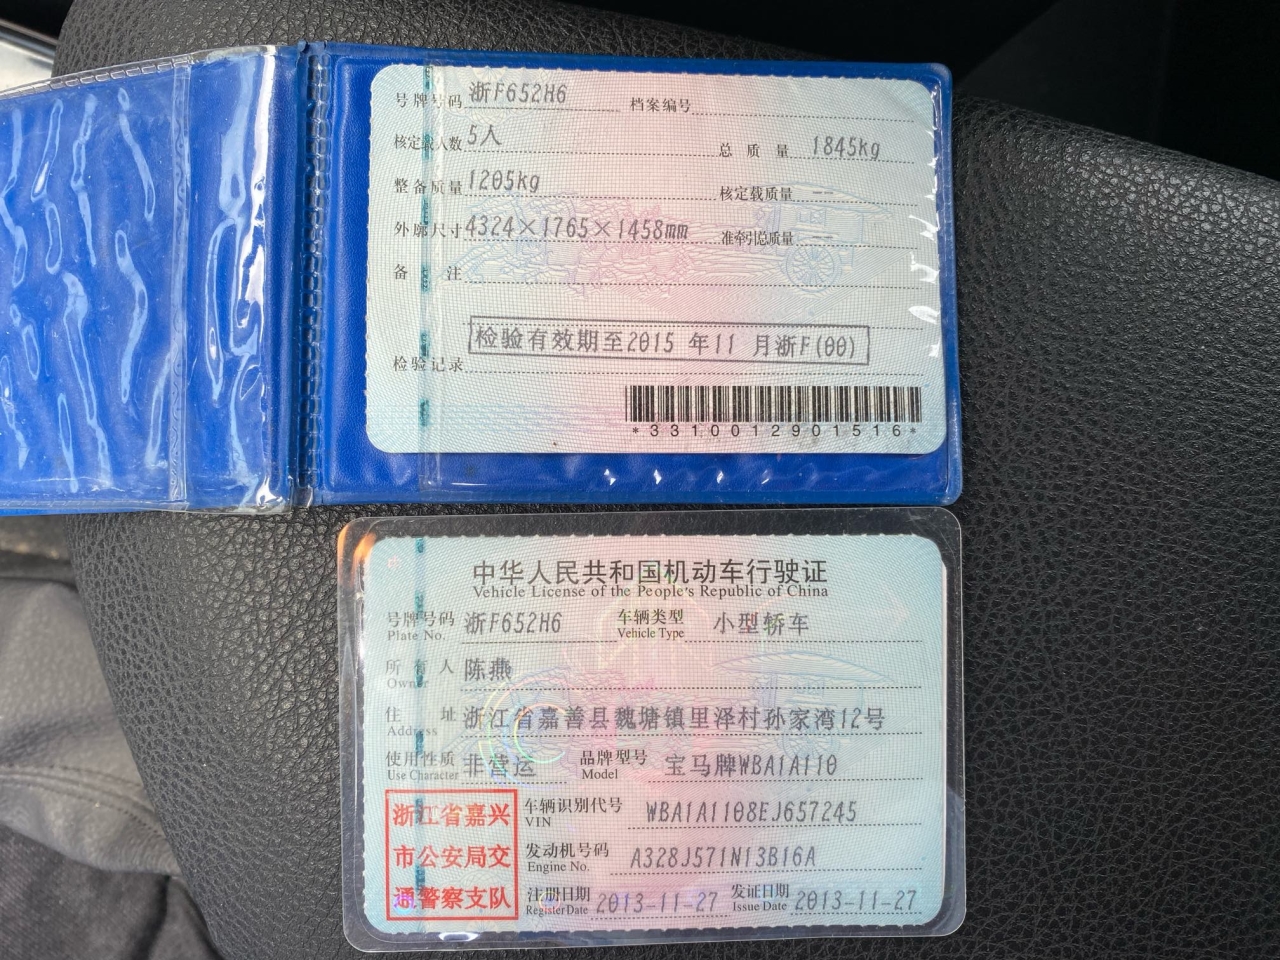 号牌号码 浙F652H6 档案编号
核定载人数 5人 总质量 1845kg
整备质量 1205kg 核定载质量 --
外廓尺寸 4324×1765×1458mm 准牵引总质量 --
备注
检验有效期至2015 年11 月浙F(00)
检验记录
*3310012901516*
中华人民共和国机动车行驶证
Vehicle License of the People's Republic of China
号牌号码 浙F652H6 车辆类型 小型轿车
Plate No. Vehicle Type
所有人 陈燕
Owner
住址 浙江省嘉善县魏塘镇里泽村孙家湾12号
Address
使用性质 非营运 品牌型号 宝马牌WBA1A110
Use Character Model
浙江省嘉兴
市公安局交
通警察支队
车辆识别代号 WBA1A1108EJ657245
VIN
发动机号码 A328J571N13B16A
Engine No.
注册日期 2013-11-27 发证日期 2013-11-27
Register Date Issue Date